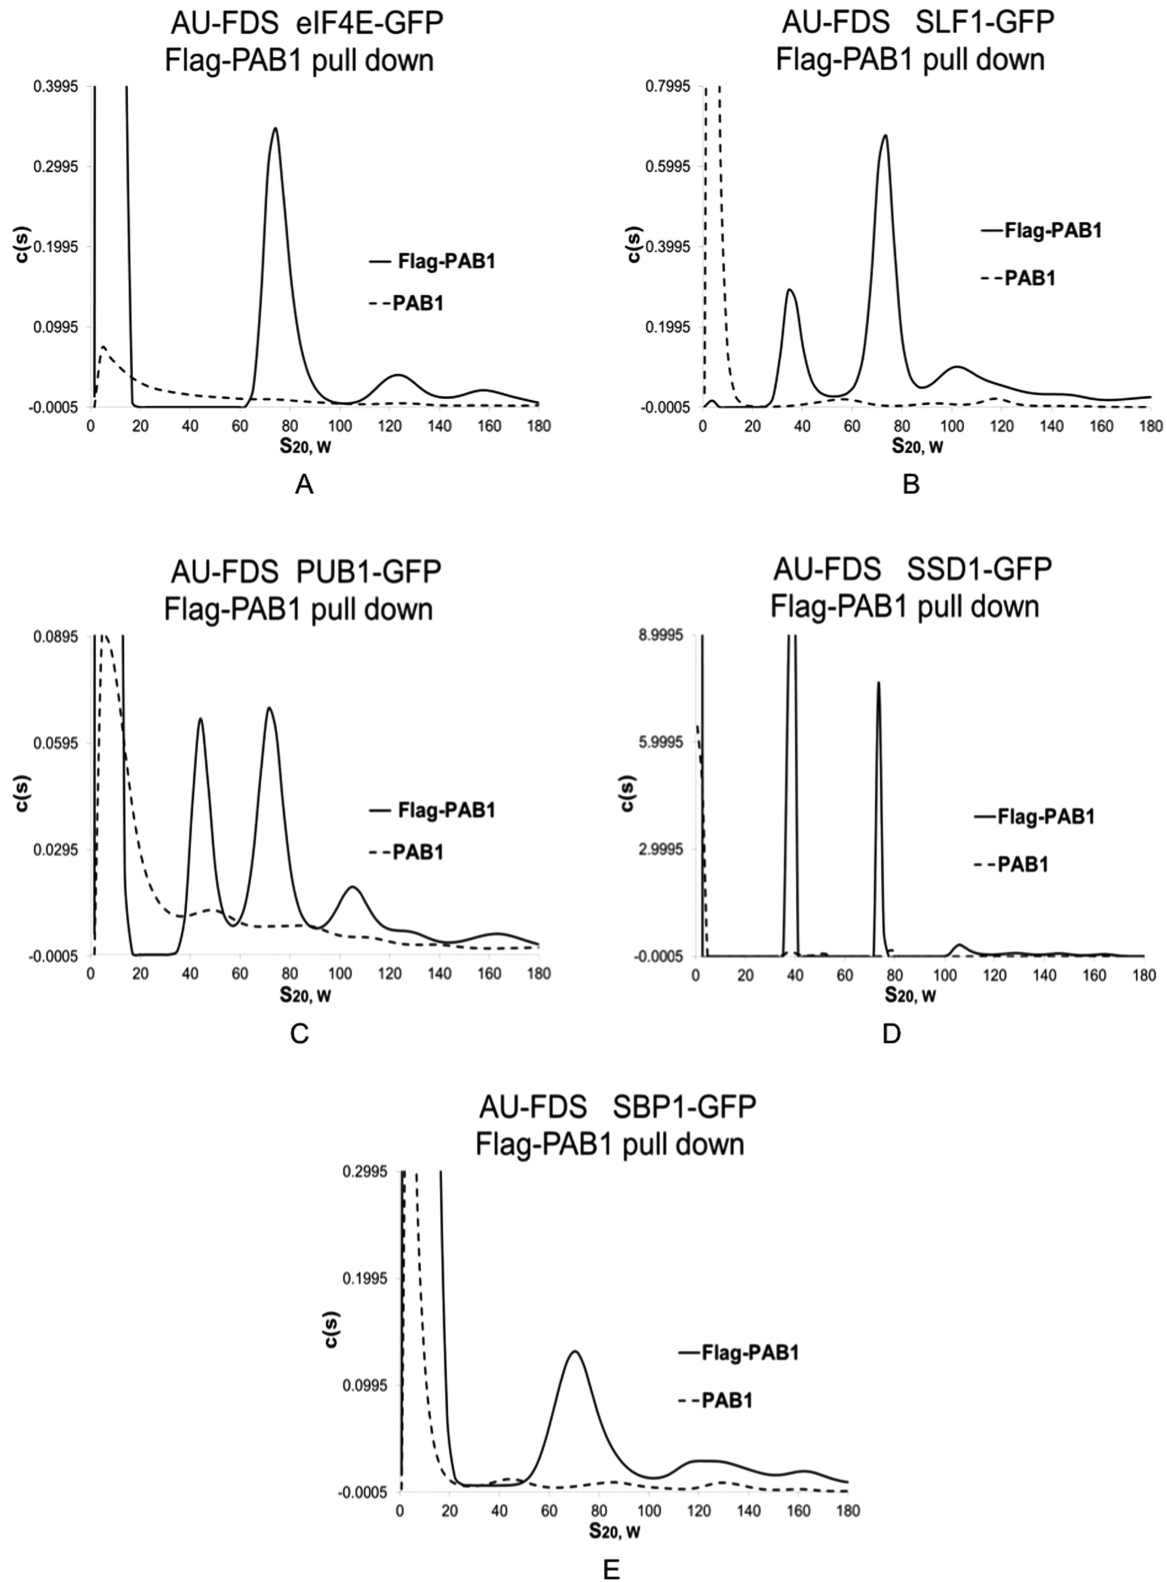 AU-FDS eIF4E-GFP
Flag-PAB1 pull down
0.3995
0.2995
0.1995
0.0995
-0.0005
c(s)
Flag-PAB1
PAB1
0 20 40 60 80 100 120 140 160 180
S20, W
A
AU-FDS SLF1-GFP
Flag-PAB1 pull down
0.7995
0.5995
0.3995
0.1995
-0.0005
c(s)
Flag-PAB1
PAB1
0 20 40 60 80 100 120 140 160 180
S20, W
B
AU-FDS PUB1-GFP
Flag-PAB1 pull down
0.0895
0.0595
0.0295
-0.0005
c(s)
Flag-PAB1
PAB1
0 20 40 60 80 100 120 140 160 180
S20, W
C
AU-FDS SSD1-GFP
Flag-PAB1 pull down
8.9995
5.9995
2.9995
-0.0005
c(s)
Flag-PAB1
PAB1
0 20 40 60 80 100 120 140 160 180
S20, W
D
AU-FDS SBP1-GFP
Flag-PAB1 pull down
0.2995
0.1995
0.0995
-0.0005
c(s)
Flag-PAB1
PAB1
0 20 40 60 80 100 120 140 160 180
S20, W
E